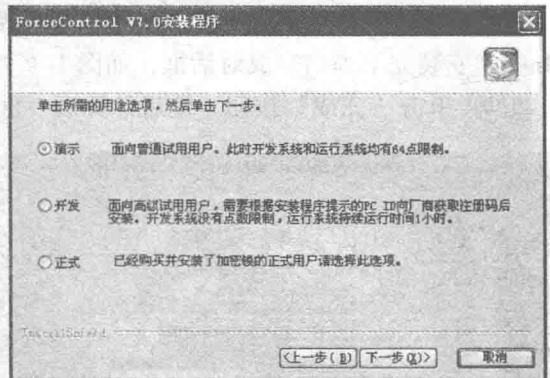 ForceControl V7.0安装程序
单击所需的用途选项，然后单击下一步。
演示 面向普通试用用户。此时开发系统和运行系统均有64点限制。
开发 面向高级试用用户，需要根据安装程序提示的PC ID向厂商获取注册码后
安装。开发系统没有点数限制，运行系统持续运行时间1小时。
正式 已经购买并安装了加密锁的正式用户请选择此选项。
InstallShield
<上一步(B) 下一步(X)> 取消